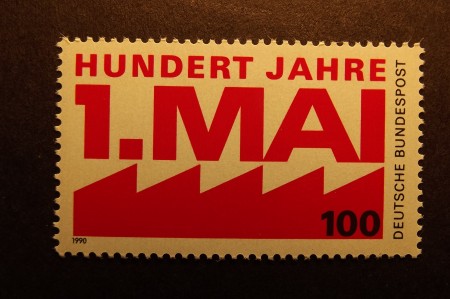 HUNDERT JAHRE
1.MAI
100
DEUTSCHE BUNDESPOST
1990